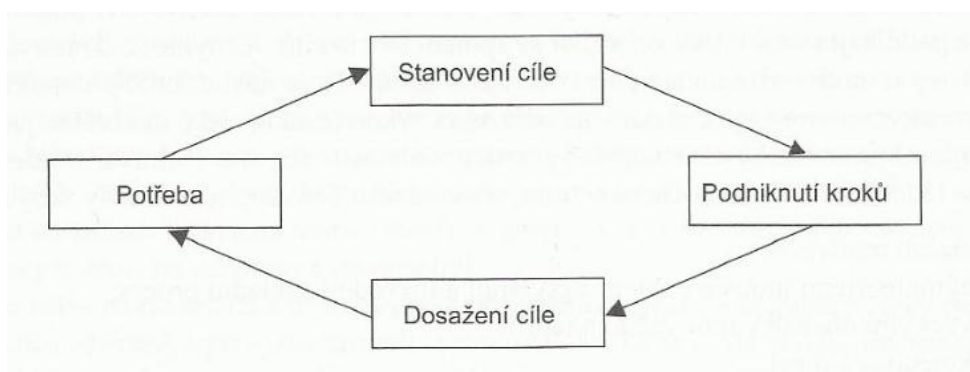 Stanovení cíle
Potřeba
Podniknutí kroků
Dosažení cíle